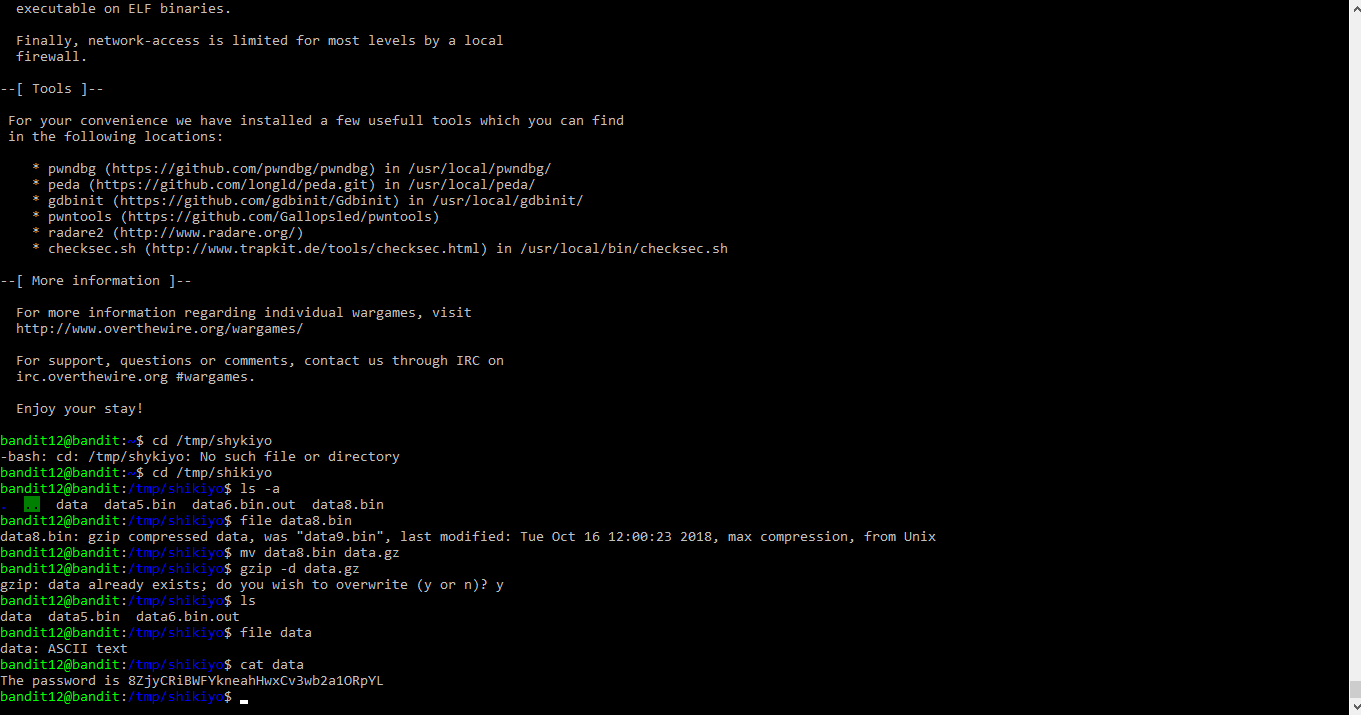 executable on ELF binaries.
Finally, network-access is limited for most levels by a local
firewall.
--[ Tools ]--
For your convenience we have installed a few usefull tools which you can find
in the following locations:
* pwndbg (https://github.com/pwndbg/pwndbg) in /usr/local/pwndbg/
* peda (https://github.com/longld/peda.git) in /usr/local/peda/
* gdbinit (https://github.com/gdbinit/Gdbinit) in /usr/local/gdbinit/
* pwntools (https://github.com/Gallopsled/pwntools)
* radare2 (http://www.radare.org/)
* checksec.sh (http://www.trapkit.de/tools/checksec.html) in /usr/local/bin/checksec.sh
--[ More information ]--
For more information regarding individual wargames, visit
http://www.overthewire.org/wargames/
For support, questions or comments, contact us through IRC on
irc.overthewire.org #wargames.
Enjoy your stay!
bandit12@bandit:~$ cd /tmp/shykiyo
-bash: cd: /tmp/shykiyo: No such file or directory
bandit12@bandit:~$ cd /tmp/shikiyo
bandit12@bandit:/tmp/shikiyo$ ls -a
.  ..  data  data5.bin  data6.bin.out  data8.bin
bandit12@bandit:/tmp/shikiyo$ file data8.bin
data8.bin: gzip compressed data, was "data9.bin", last modified: Tue Oct 16 12:00:23 2018, max compression, from Unix
bandit12@bandit:/tmp/shikiyo$ mv data8.bin data.gz
bandit12@bandit:/tmp/shikiyo$ gzip -d data.gz
gzip: data already exists; do you wish to overwrite (y or n)? y
bandit12@bandit:/tmp/shikiyo$ ls
data  data5.bin  data6.bin.out
bandit12@bandit:/tmp/shikiyo$ file data
data: ASCII text
bandit12@bandit:/tmp/shikiyo$ cat data
The password is 8ZjyCRiBWFYkneahHwxCv3wb2a1ORpYL
bandit12@bandit:/tmp/shikiyo$